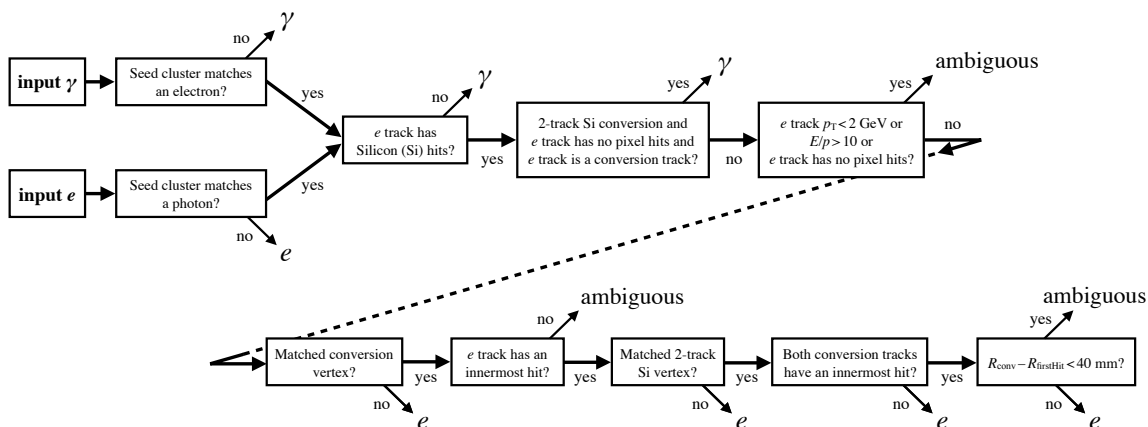 input γ
Seed cluster matches
an electron?
no
γ
yes
input e
Seed cluster matches
a photon?
yes
no
e
e track has
Silicon (Si) hits?
no
γ
yes
2-track Si conversion and
e track has no pixel hits and
e track is a conversion track?
yes
γ
no
e track pT < 2 GeV or
E/p > 10 or
e track has no pixel hits?
yes
ambiguous
no
Matched conversion
vertex?
no
e
yes
e track has an
innermost hit?
no
ambiguous
yes
Matched 2-track
Si vertex?
no
e
yes
Both conversion tracks
have an innermost hit?
no
e
yes
Rconv − RfirstHit < 40 mm?
yes
ambiguous
no
e